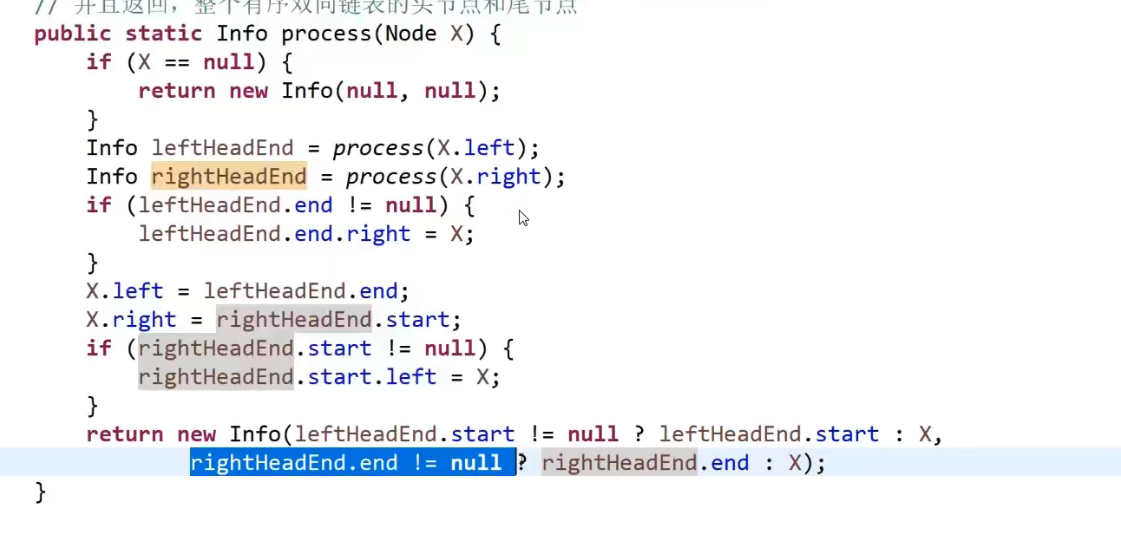 // 并且返回，整个有序双向链表的头节点和尾节点
public static Info process(Node X) {
    if (X == null) {
        return new Info(null, null);
    }
    Info leftHeadEnd = process(X.left);
    Info rightHeadEnd = process(X.right);
    if (leftHeadEnd.end != null) {
        leftHeadEnd.end.right = X;
    }
    X.left = leftHeadEnd.end;
    X.right = rightHeadEnd.start;
    if (rightHeadEnd.start != null) {
        rightHeadEnd.start.left = X;
    }
    return new Info(leftHeadEnd.start != null ? leftHeadEnd.start : X,
            rightHeadEnd.end != null ? rightHeadEnd.end : X);
}